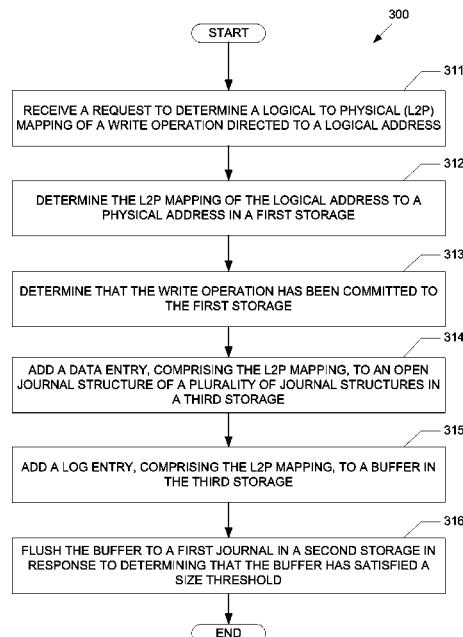 300
START
311
RECEIVE A REQUEST TO DETERMINE A LOGICAL TO PHYSICAL (L2P)
MAPPING OF A WRITE OPERATION DIRECTED TO A LOGICAL ADDRESS
312
DETERMINE THE L2P MAPPING OF THE LOGICAL ADDRESS TO A
PHYSICAL ADDRESS IN A FIRST STORAGE
313
DETERMINE THAT THE WRITE OPERATION HAS BEEN COMMITTED TO
THE FIRST STORAGE
314
ADD A DATA ENTRY, COMPRISING THE L2P MAPPING, TO AN OPEN
JOURNAL STRUCTURE OF A PLURALITY OF JOURNAL STRUCTURES IN
A THIRD STORAGE
315
ADD A LOG ENTRY, COMPRISING THE L2P MAPPING, TO A BUFFER IN
THE THIRD STORAGE
316
FLUSH THE BUFFER TO A FIRST JOURNAL IN A SECOND STORAGE IN
RESPONSE TO DETERMINING THAT THE BUFFER HAS SATISFIED A
SIZE THRESHOLD
END